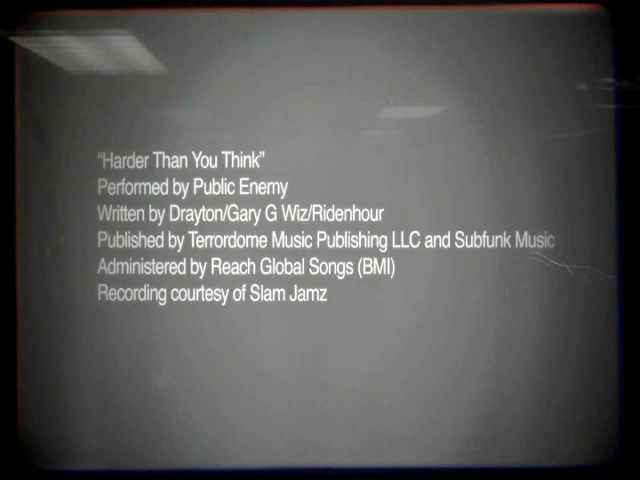 "Harder Than You Think"
Performed by Public Enemy
Written by Drayton/Gary G Wiz/Ridenhour
Published by Terrordome Music Publishing LLC and Subfunk Music
Administered by Reach Global Songs (BMI)
Recording courtesy of Slam Jamz